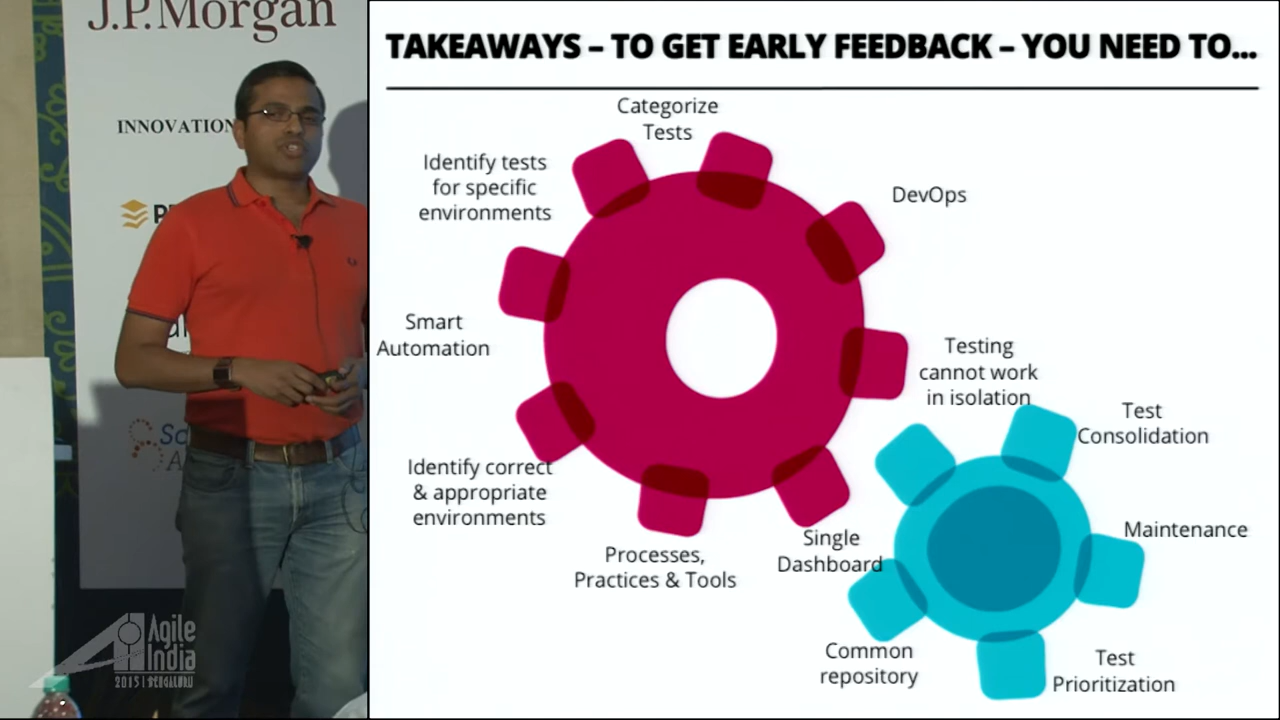 J.P.Morgan
INNOVATION
Agile
India
2015 | BENGALURU
TAKEAWAYS – TO GET EARLY FEEDBACK – YOU NEED TO...
Categorize
Tests
Identify tests
for specific
environments
DevOps
Smart
Automation
Testing
cannot work
in isolation
Test
Consolidation
Identify correct
& appropriate
environments
Maintenance
Processes,
Practices & Tools
Single
Dashboard
Common
repository
Test
Prioritization